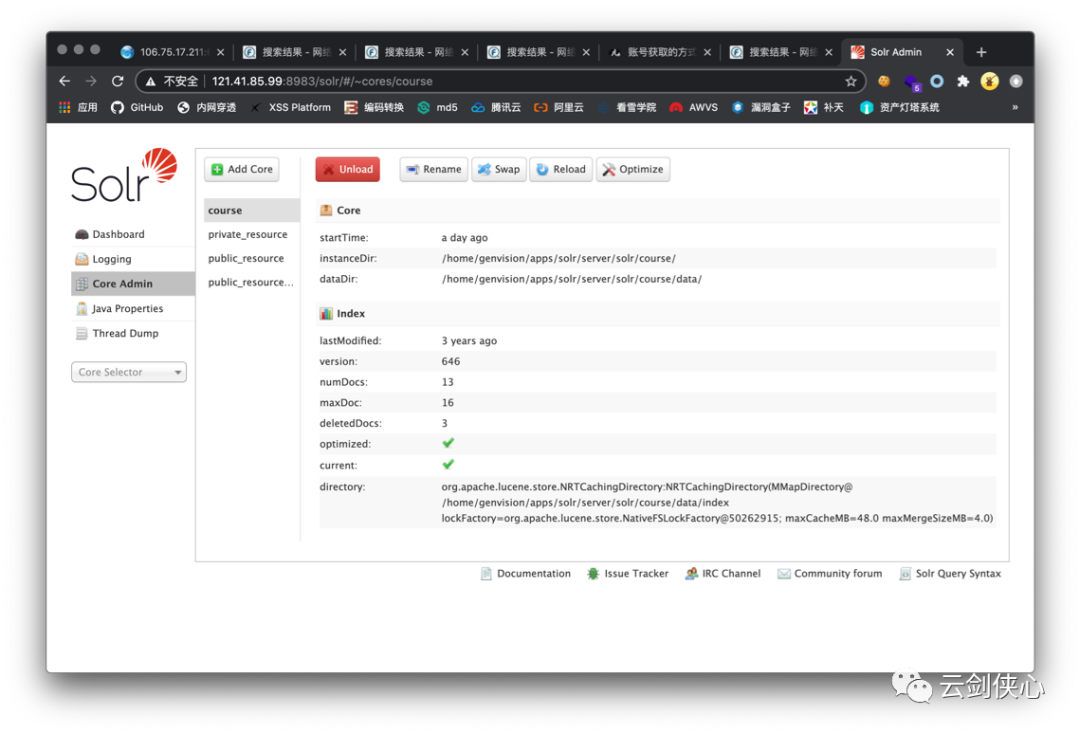 106.75.17.211:
搜索结果 - 网络
搜索结果 - 网络
搜索结果 - 网络
账号获取的方式
搜索结果 - 网络
Solr Admin
不安全 121.41.85.99:8983/solr/#/~cores/course
5
应用 GitHub 内网穿透 XSS Platform 编码转换 md5 腾讯云 阿里云 看雪学院 AWVS 漏洞盒子 补天 资产灯塔系统 »
Solr
Dashboard
Logging
Core Admin
Java Properties
Thread Dump
Core Selector
Add Core
course
private_resource
public_resource
public_resource...
Unload Rename Swap Reload Optimize
Core
startTime: a day ago
instanceDir: /home/genvision/apps/solr/server/solr/course/
dataDir: /home/genvision/apps/solr/server/solr/course/data/
Index
lastModified: 3 years ago
version: 646
numDocs: 13
maxDoc: 16
deletedDocs: 3
optimized:
current:
directory: org.apache.lucene.store.NRTCachingDirectory:NRTCachingDirectory(MMapDirectory@
/home/genvision/apps/solr/server/solr/course/data/index
lockFactory=org.apache.lucene.store.NativeFSLockFactory@50262915; maxCacheMB=48.0 maxMergeSizeMB=4.0)
Documentation Issue Tracker IRC Channel Community forum Solr Query Syntax
云剑侠心